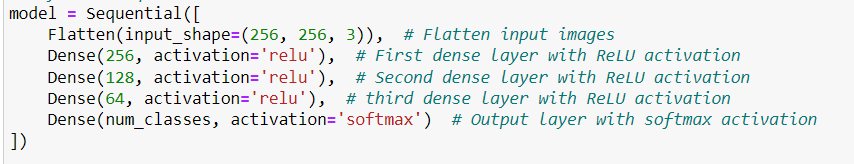 model = Sequential([
    Flatten(input_shape=(256, 256, 3)),  # Flatten input images
    Dense(256, activation='relu'),  # First dense layer with ReLU activation
    Dense(128, activation='relu'),  # Second dense layer with ReLU activation
    Dense(64, activation='relu'),  # third dense layer with ReLU activation
    Dense(num_classes, activation='softmax')  # Output layer with softmax activation
])